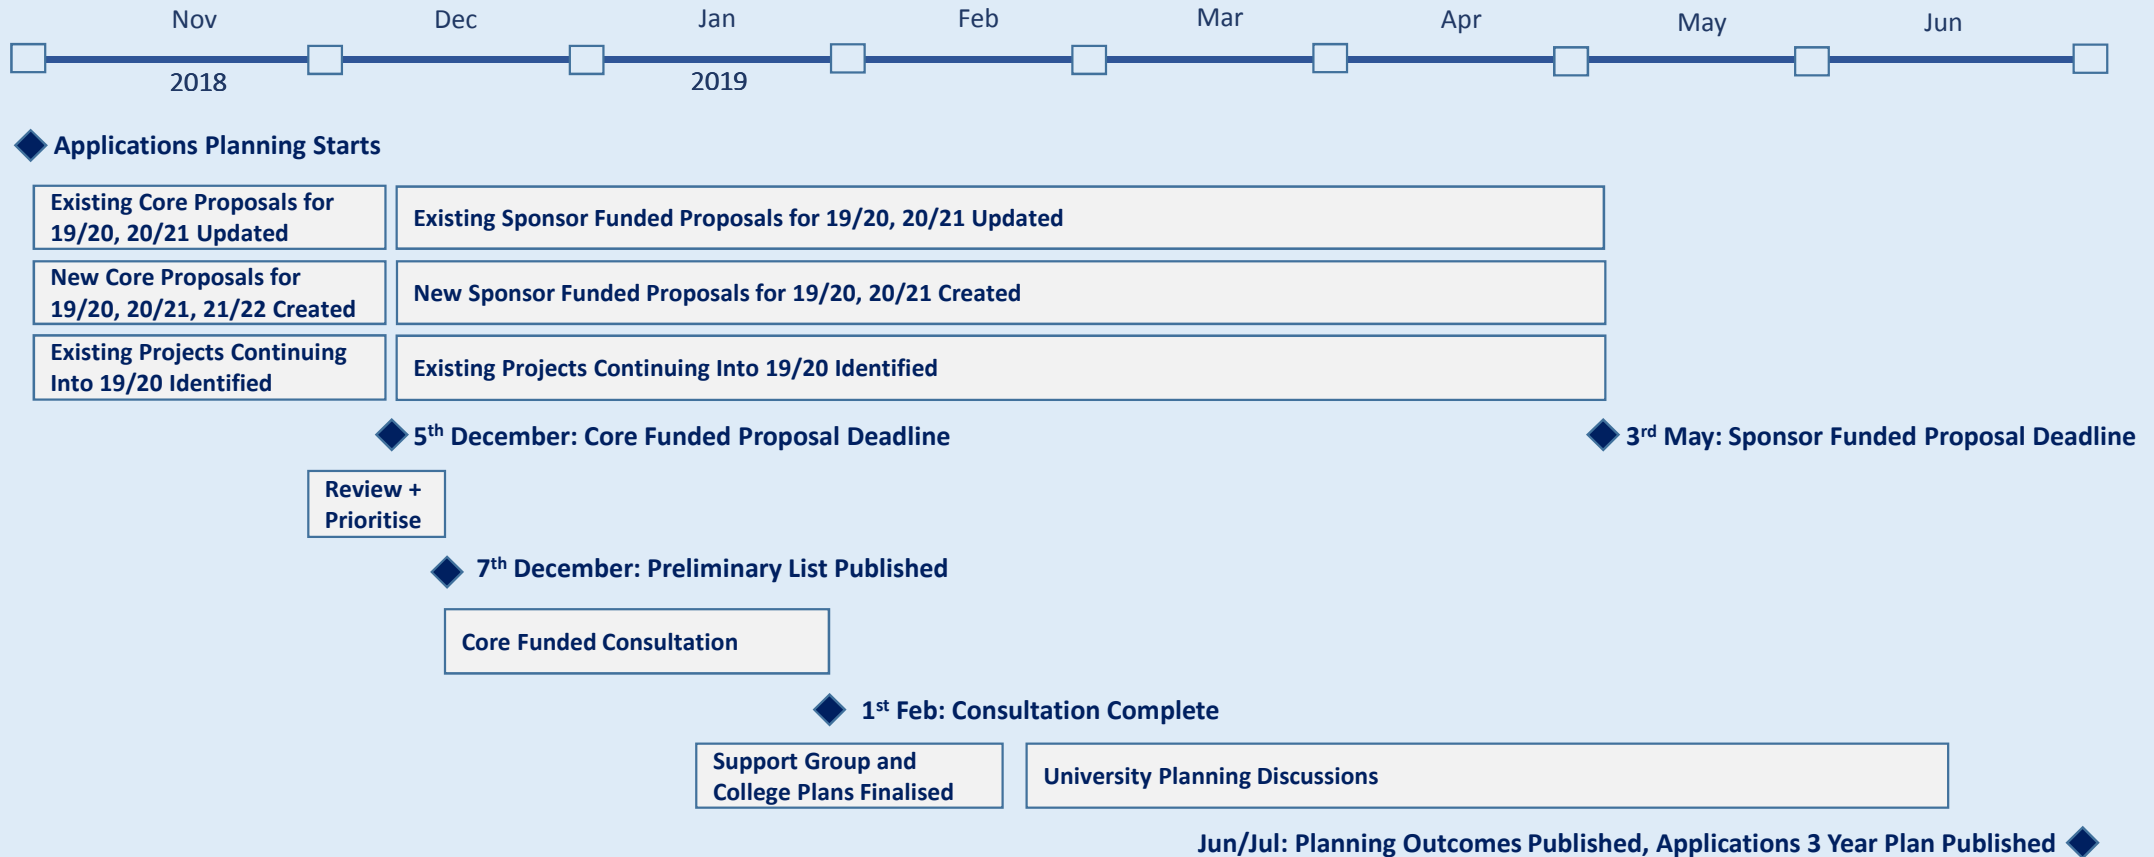 Nov Dec Jan Feb Mar Apr May Jun
2018 2019
Applications Planning Starts
Existing Core Proposals for
19/20, 20/21 Updated
Existing Sponsor Funded Proposals for 19/20, 20/21 Updated
New Core Proposals for
19/20, 20/21, 21/22 Created
New Sponsor Funded Proposals for 19/20, 20/21 Created
Existing Projects Continuing
Into 19/20 Identified
Existing Projects Continuing Into 19/20 Identified
5th December: Core Funded Proposal Deadline
3rd May: Sponsor Funded Proposal Deadline
Review +
Prioritise
7th December: Preliminary List Published
Core Funded Consultation
1st Feb: Consultation Complete
Support Group and
College Plans Finalised
University Planning Discussions
Jun/Jul: Planning Outcomes Published, Applications 3 Year Plan Published